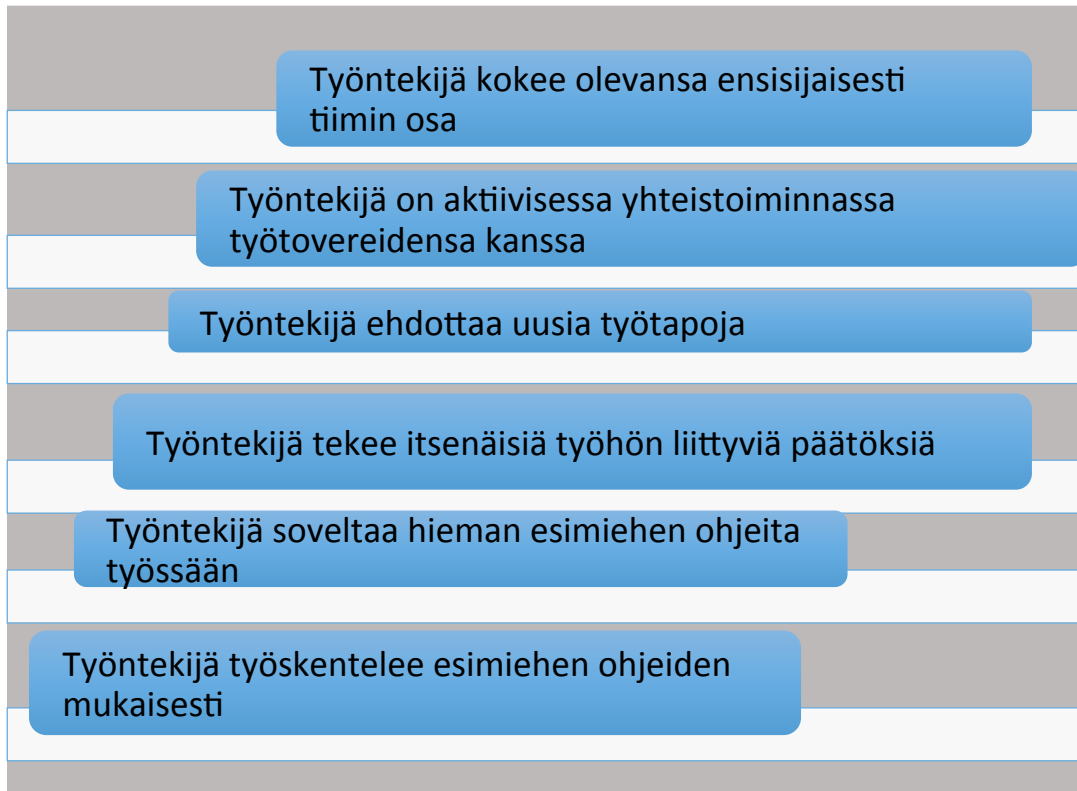 Työntekijä kokee olevansa ensisijaisesti
tiimin osa
Työntekijä on aktiivisessa yhteistoiminnassa
työtovereidensa kanssa
Työntekijä ehdottaa uusia työtapoja
Työntekijä tekee itsenäisiä työhön liittyviä päätöksiä
Työntekijä soveltaa hieman esimiehen ohjeita
työssään
Työntekijä työskentelee esimiehen ohjeiden
mukaisesti